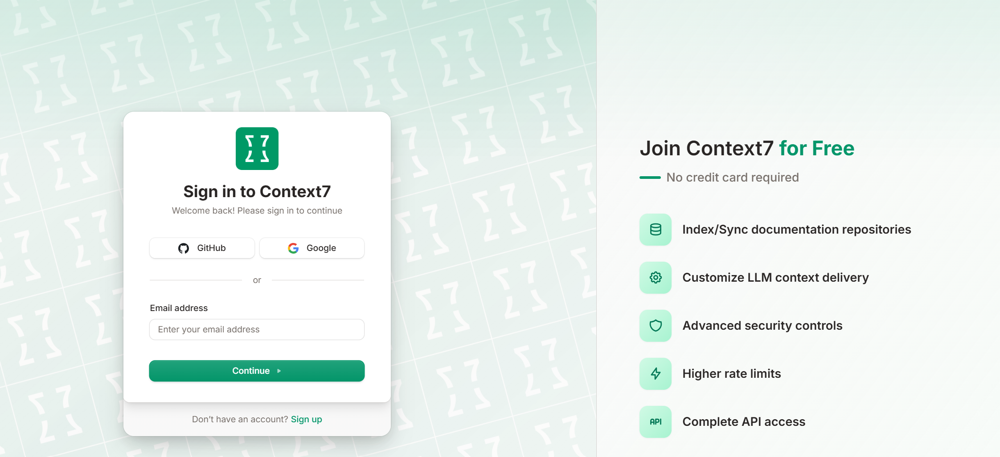 Sign in to Context7
Welcome back! Please sign in to continue
GitHub
Google
or
Email address
Enter your email address
Continue
Don’t have an account? Sign up
Join Context7 for Free
No credit card required
Index/Sync documentation repositories
Customize LLM context delivery
Advanced security controls
Higher rate limits
API
Complete API access